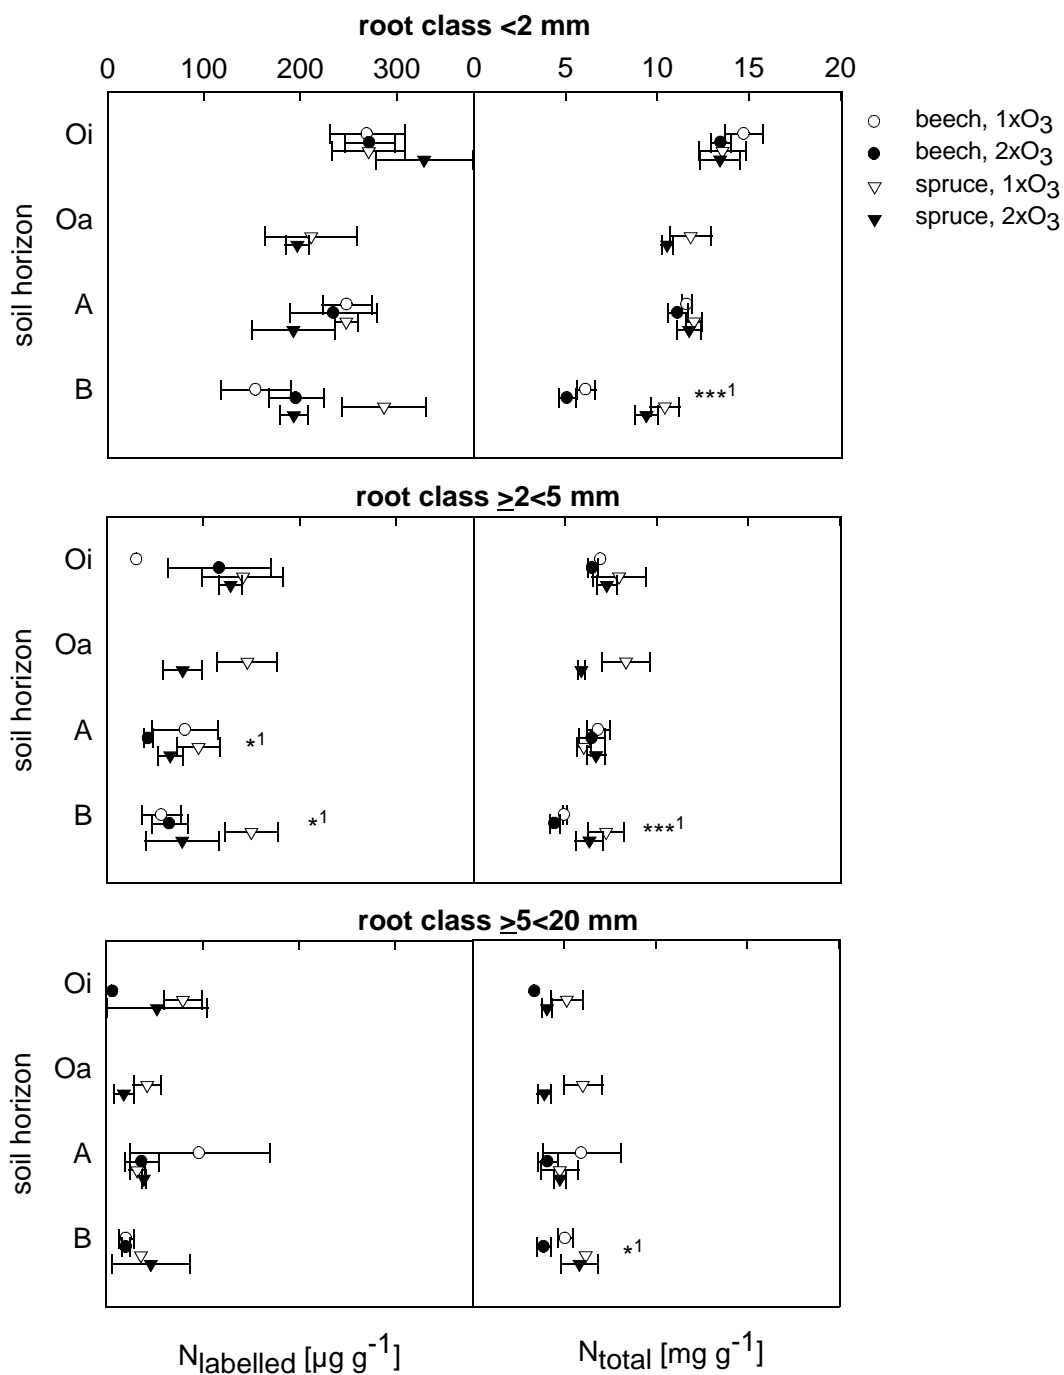 root class <2 mm
0 100 200 300 0 5 10 15 20
beech, 1xO3
beech, 2xO3
spruce, 1xO3
spruce, 2xO3
soil horizon
Oi
Oa
A
B
***1
root class ≥2<5 mm
soil horizon
Oi
Oa
A
*1
B
*1
***1
root class ≥5<20 mm
soil horizon
Oi
Oa
A
B
*1
Nlabelled [µg g-1]
Ntotal [mg g-1]